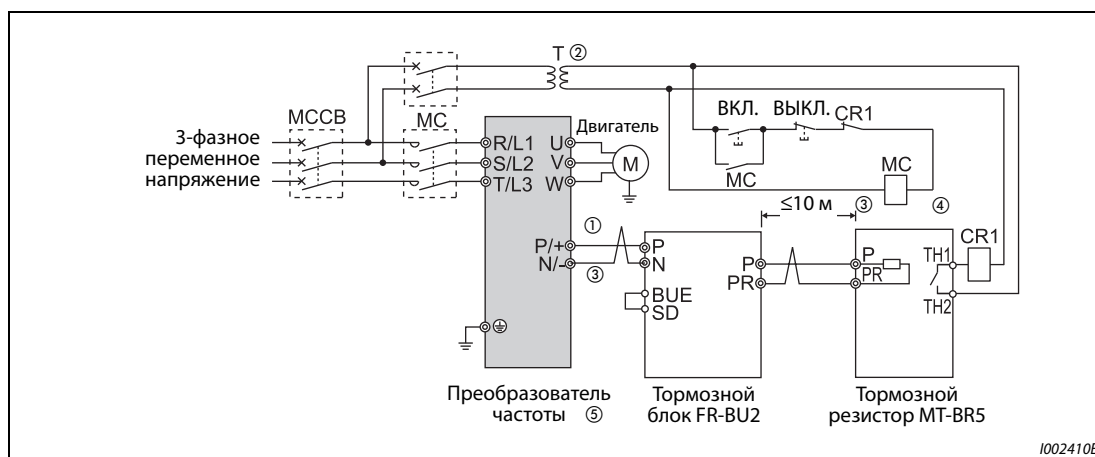 T ②
MCCB
MC
3-фазное
переменное
напряжение
R/L1
S/L2
T/L3
U
V
W
Двигатель
M
ВКЛ.
ВЫКЛ.
CR1
MC
MC
≤10 м
③
④
①
P/+
N/-
③
P
N
BUE
SD
P
PR
P
PR
TH1
TH2
CR1
Преобразователь
частоты ⑤
Тормозной
блок FR-BU2
Тормозной
резистор MT-BR5
I002410E